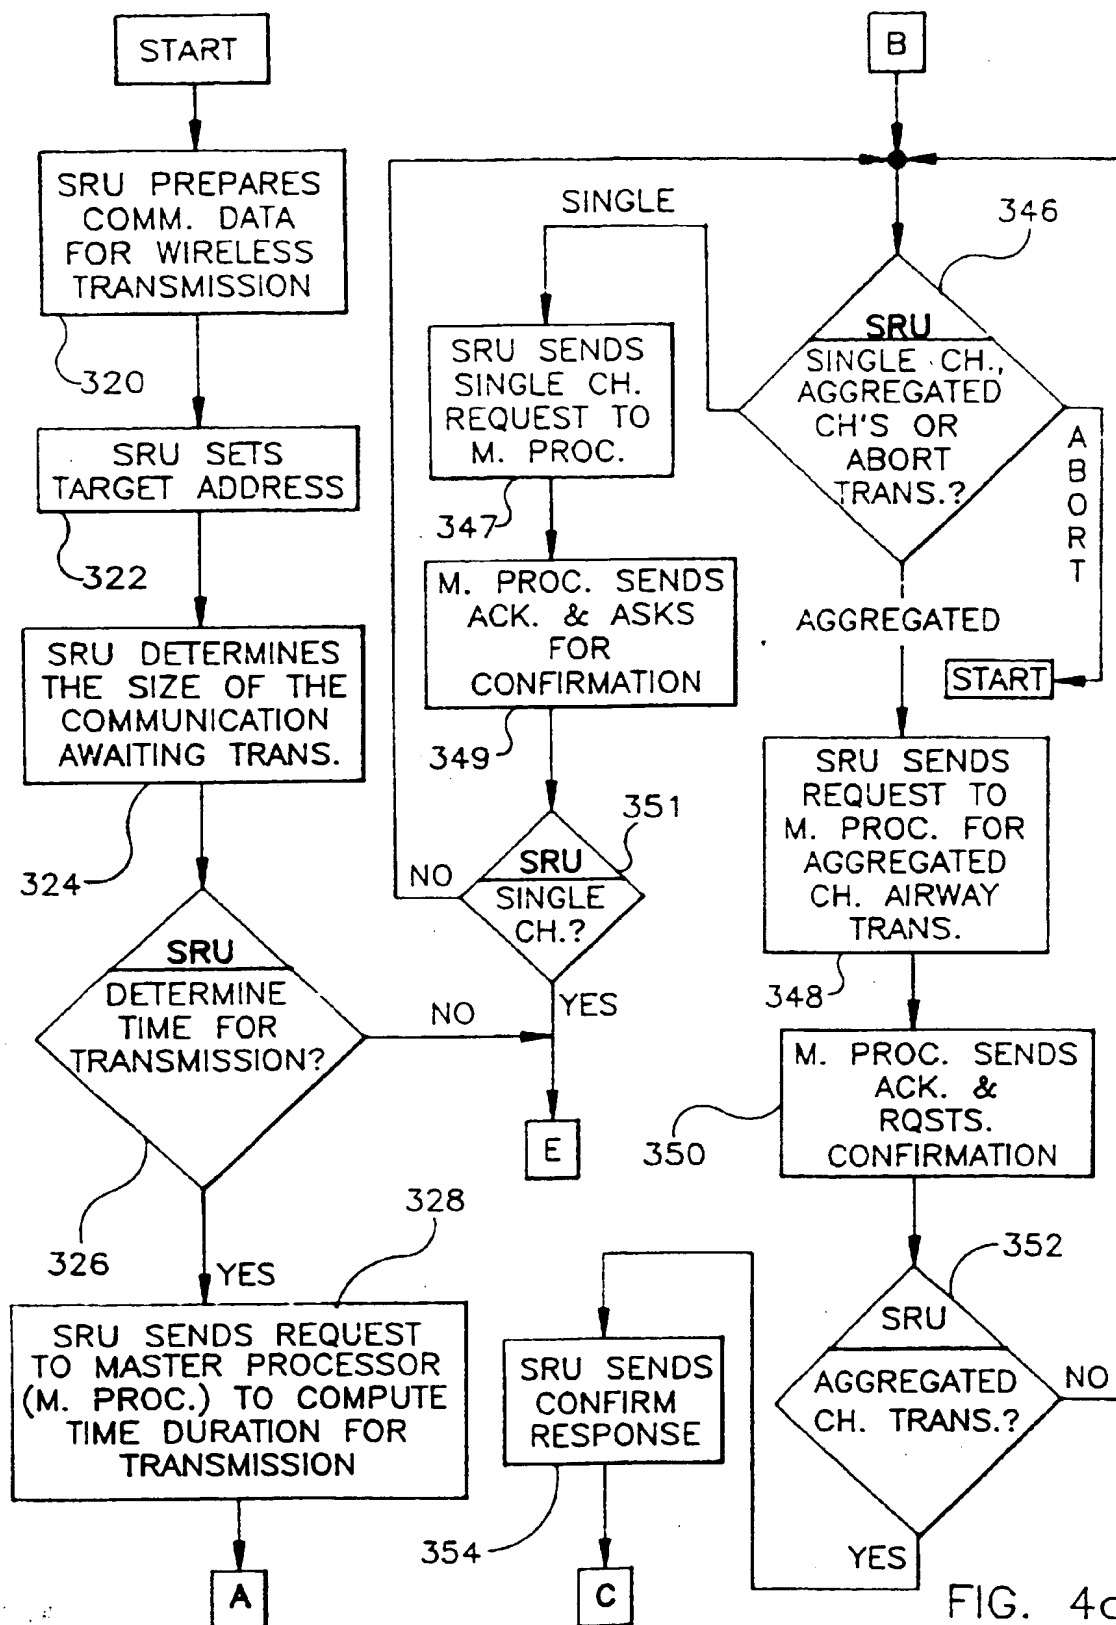 START
SRU PREPARES
COMM. DATA
FOR WIRELESS
TRANSMISSION
320
SRU SETS
TARGET ADDRESS
322
SRU DETERMINES
THE SIZE OF THE
COMMUNICATION
AWAITING TRANS.
324
SRU
DETERMINE
TIME FOR
TRANSMISSION?
NO
326
YES
328
SRU SENDS REQUEST
TO MASTER PROCESSOR
(M. PROC.) TO COMPUTE
TIME DURATION FOR
TRANSMISSION
A
SINGLE
SRU SENDS
SINGLE CH.
REQUEST TO
M. PROC.
347
M. PROC. SENDS
ACK. & ASKS
FOR
CONFIRMATION
349
351
SRU
SINGLE
CH.?
NO
YES
E
B
346
SRU
SINGLE CH.,
AGGREGATED
CH'S OR
ABORT
TRANS.?
ABORT
AGGREGATED
START
SRU SENDS
REQUEST TO
M. PROC. FOR
AGGREGATED
CH. AIRWAY
TRANS.
348
M. PROC. SENDS
ACK. &
RQSTS.
CONFIRMATION
350
352
SRU
AGGREGATED
CH. TRANS.?
NO
YES
SRU SENDS
CONFIRM
RESPONSE
354
C
FIG.